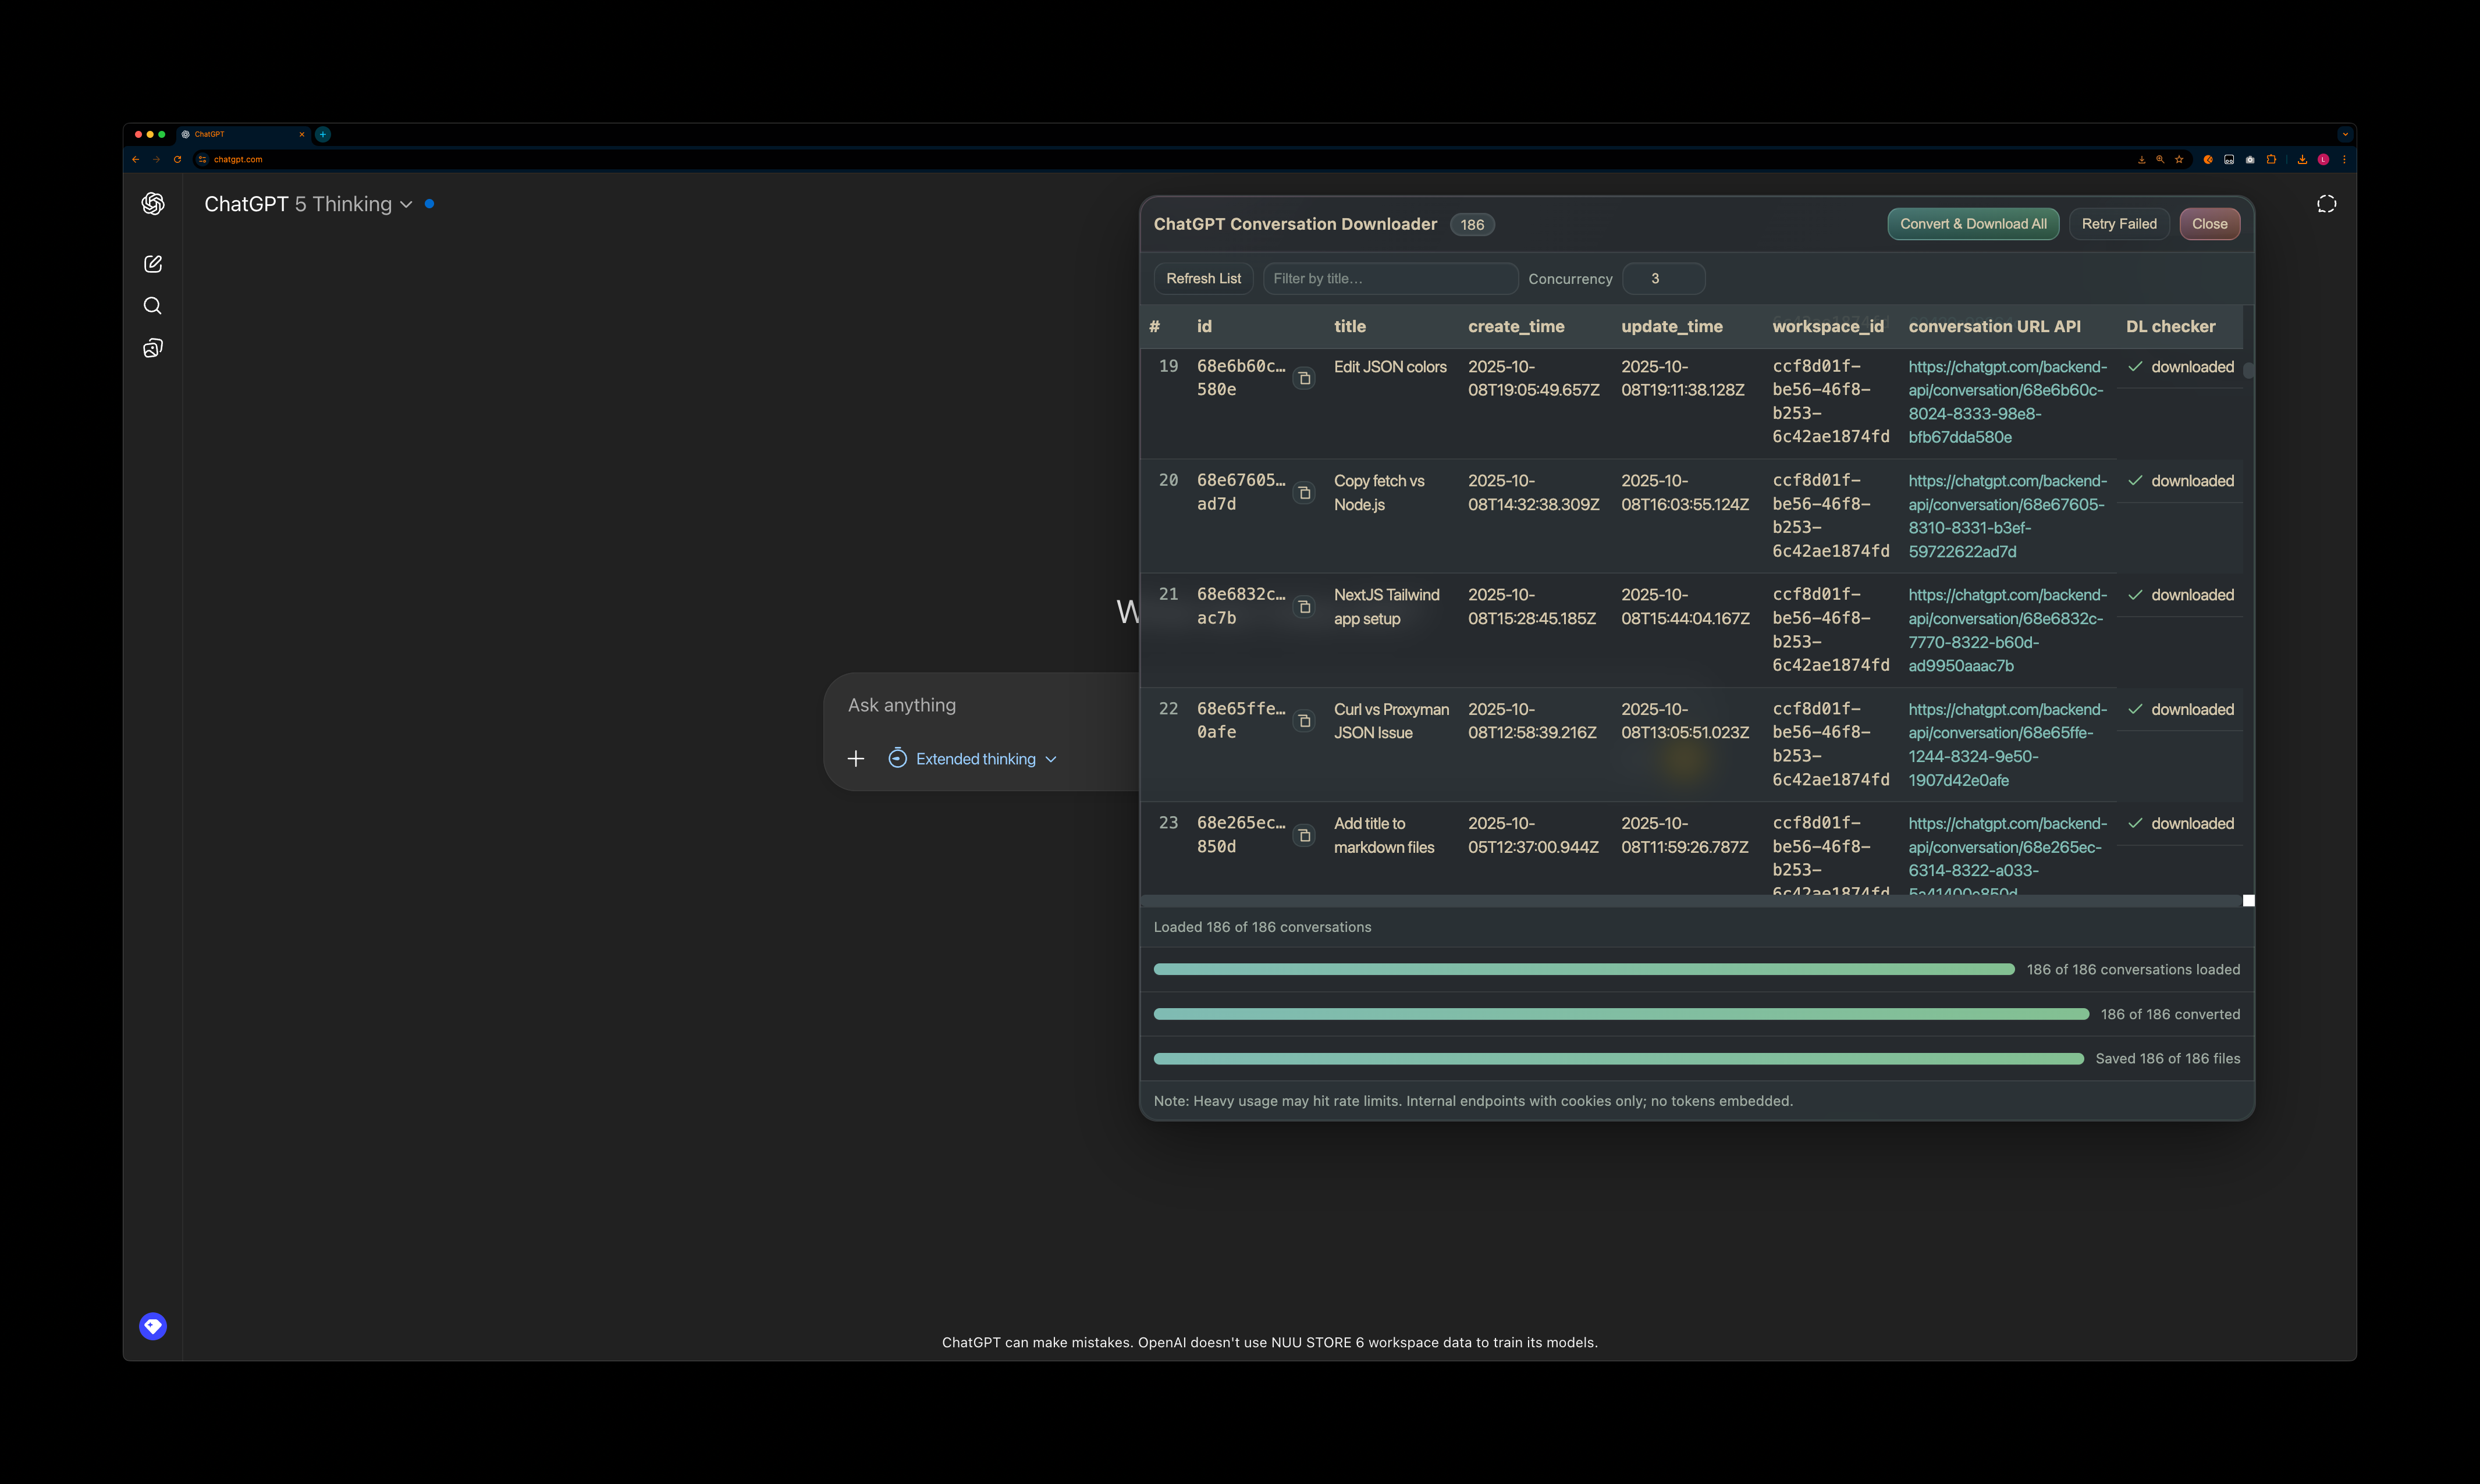 ChatGPT
chatgpt.com
L
ChatGPT 5 Thinking
W
Ask anything
Extended thinking
ChatGPT Conversation Downloader 186 Convert & Download All Retry Failed Close
Refresh List Filter by title... Concurrency 3
# id title create_time update_time workspace_id conversation URL API DL checker
19 68e6b60c… Edit JSON colors 2025-10- 2025-10- ccf8d01f- https://chatgpt.com/backend- ✓ downloaded
580e 08T19:05:49.657Z 08T19:11:38.128Z be56-46f8- api/conversation/68e6b60c-
b253- 8024-8333-98e8-
6c42ae1874fd bfb67dda580e
20 68e67605… Copy fetch vs 2025-10- 2025-10- ccf8d01f- https://chatgpt.com/backend- ✓ downloaded
ad7d Node.js 08T14:32:38.309Z 08T16:03:55.124Z be56-46f8- api/conversation/68e67605-
b253- 8310-8331-b3ef-
6c42ae1874fd 59722622ad7d
21 68e6832c… NextJS Tailwind 2025-10- 2025-10- ccf8d01f- https://chatgpt.com/backend- ✓ downloaded
ac7b app setup 08T15:28:45.185Z 08T15:44:04.167Z be56-46f8- api/conversation/68e6832c-
b253- 7770-8322-b60d-
6c42ae1874fd ad9950aaac7b
22 68e65ffe… Curl vs Proxyman 2025-10- 2025-10- ccf8d01f- https://chatgpt.com/backend- ✓ downloaded
0afe JSON Issue 08T12:58:39.216Z 08T13:05:51.023Z be56-46f8- api/conversation/68e65ffe-
b253- 1244-8324-9e50-
6c42ae1874fd 1907d42e0afe
23 68e265ec… Add title to 2025-10- 2025-10- ccf8d01f- https://chatgpt.com/backend- ✓ downloaded
850d markdown files 05T12:37:00.944Z 08T11:59:26.787Z be56-46f8- api/conversation/68e265ec-
b253- 6314-8322-a033-
6c42ae1874fd
Loaded 186 of 186 conversations
186 of 186 conversations loaded
186 of 186 converted
Saved 186 of 186 files
Note: Heavy usage may hit rate limits. Internal endpoints with cookies only; no tokens embedded.
ChatGPT can make mistakes. OpenAI doesn't use NUU STORE 6 workspace data to train its models.